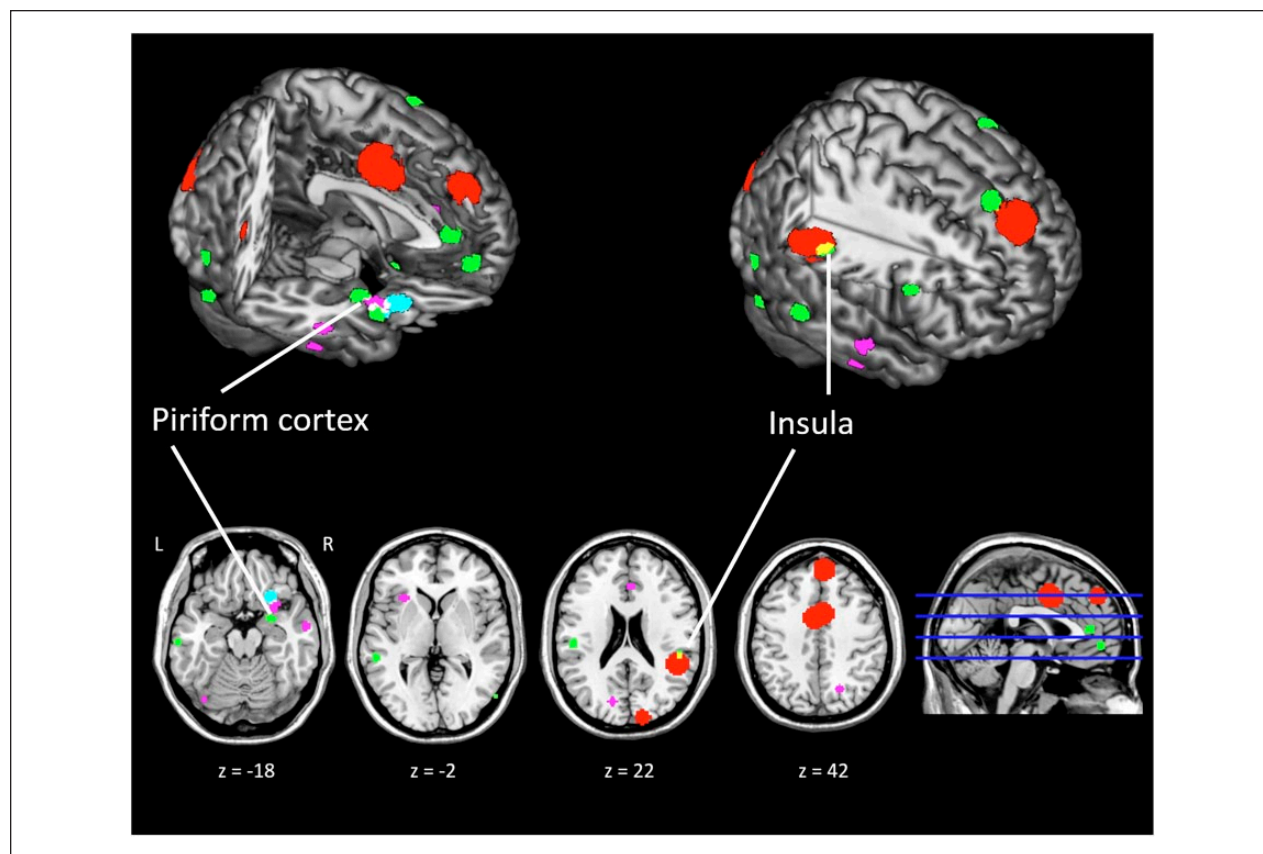 Piriform cortex
Insula
L
R
z = -18
z = -2
z = 22
z = 42